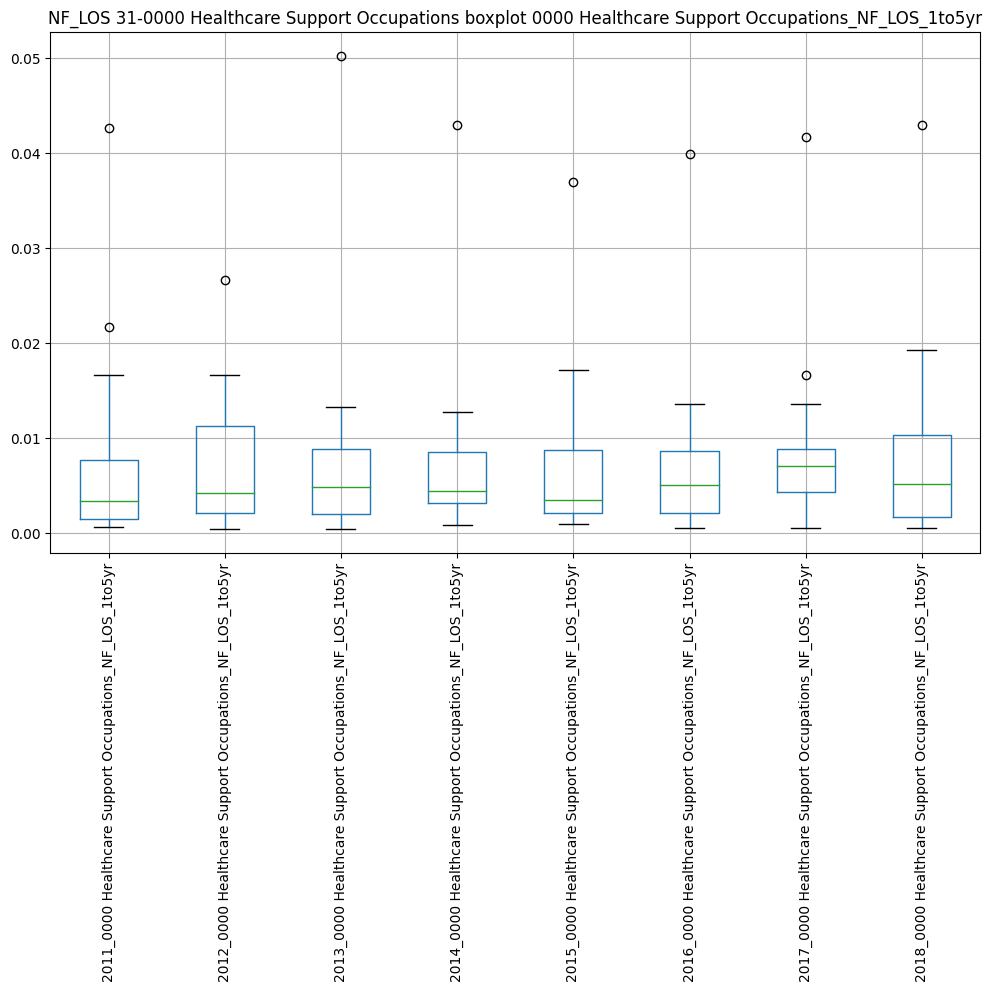 NF_LOS 31-0000 Healthcare Support Occupations boxplot 0000 Healthcare Support Occupations_NF_LOS_1to5yr
0.05
0.04
0.03
0.02
0.01
0.00
2011_0000 Healthcare Support Occupations_NF_LOS_1to5yr
2012_0000 Healthcare Support Occupations_NF_LOS_1to5yr
2013_0000 Healthcare Support Occupations_NF_LOS_1to5yr
2014_0000 Healthcare Support Occupations_NF_LOS_1to5yr
2015_0000 Healthcare Support Occupations_NF_LOS_1to5yr
2016_0000 Healthcare Support Occupations_NF_LOS_1to5yr
2017_0000 Healthcare Support Occupations_NF_LOS_1to5yr
2018_0000 Healthcare Support Occupations_NF_LOS_1to5yr